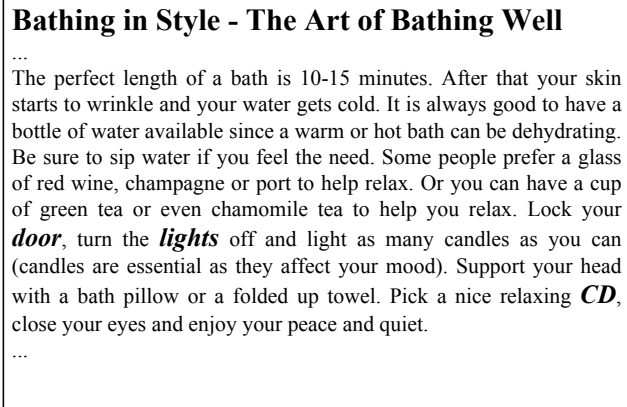 Bathing in Style - The Art of Bathing Well
...
The perfect length of a bath is 10-15 minutes. After that your skin
starts to wrinkle and your water gets cold. It is always good to have a
bottle of water available since a warm or hot bath can be dehydrating.
Be sure to sip water if you feel the need. Some people prefer a glass
of red wine, champagne or port to help relax. Or you can have a cup
of green tea or even chamomile tea to help you relax. Lock your
door, turn the lights off and light as many candles as you can
(candles are essential as they affect your mood). Support your head
with a bath pillow or a folded up towel. Pick a nice relaxing CD,
close your eyes and enjoy your peace and quiet.
...